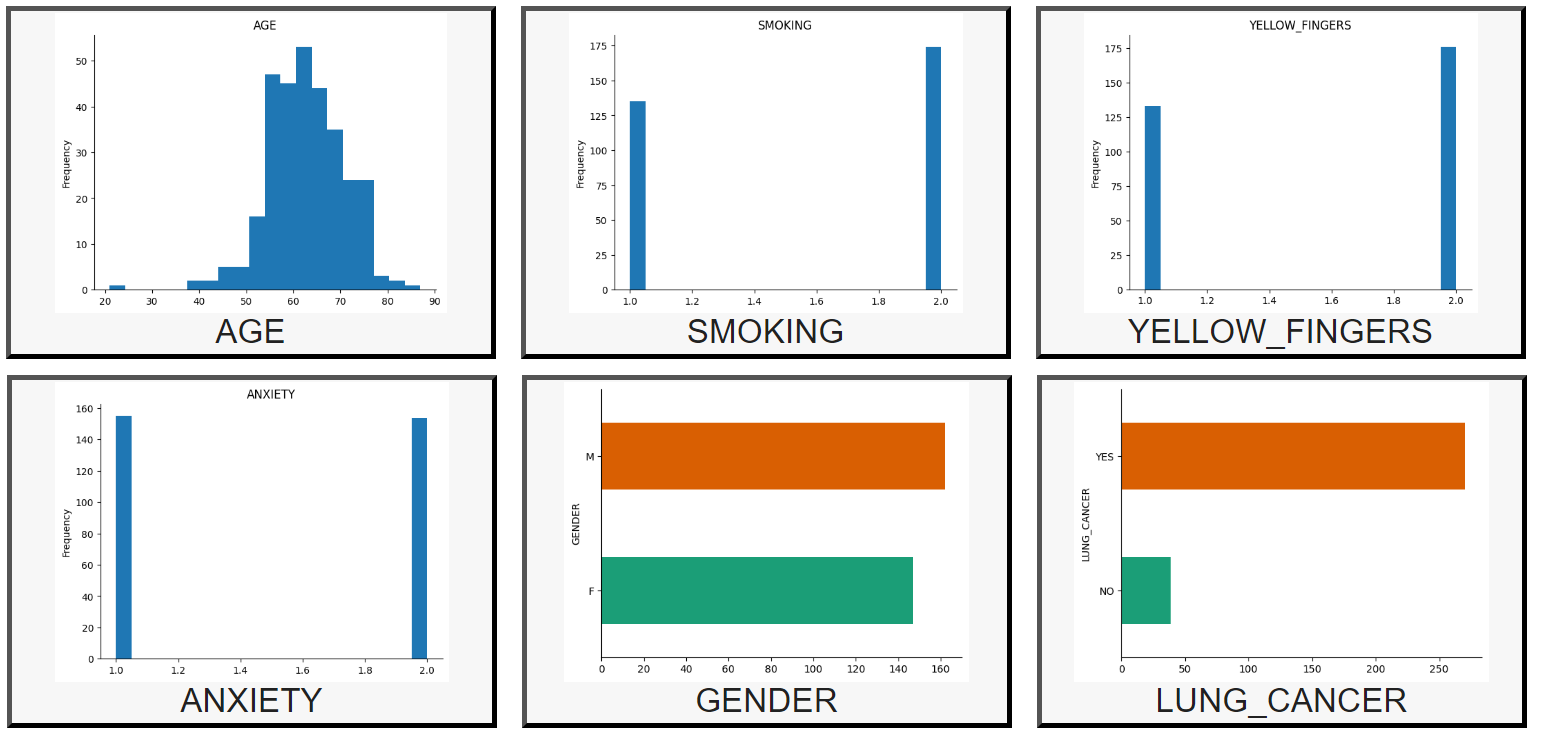 AGE
50
40
30
20
10
0
Frequency
20 30 40 50 60 70 80 90
AGE
SMOKING
175
150
125
100
75
50
25
0
Frequency
1.0 1.2 1.4 1.6 1.8 2.0
SMOKING
YELLOW_FINGERS
175
150
125
100
75
50
25
0
Frequency
1.0 1.2 1.4 1.6 1.8 2.0
YELLOW_FINGERS
ANXIETY
160
140
120
100
80
60
40
20
0
Frequency
1.0 1.2 1.4 1.6 1.8 2.0
ANXIETY
M
GENDER
F
0 20 40 60 80 100 120 140 160
GENDER
YES
LUNG_CANCER
NO
0 50 100 150 200 250
LUNG_CANCER